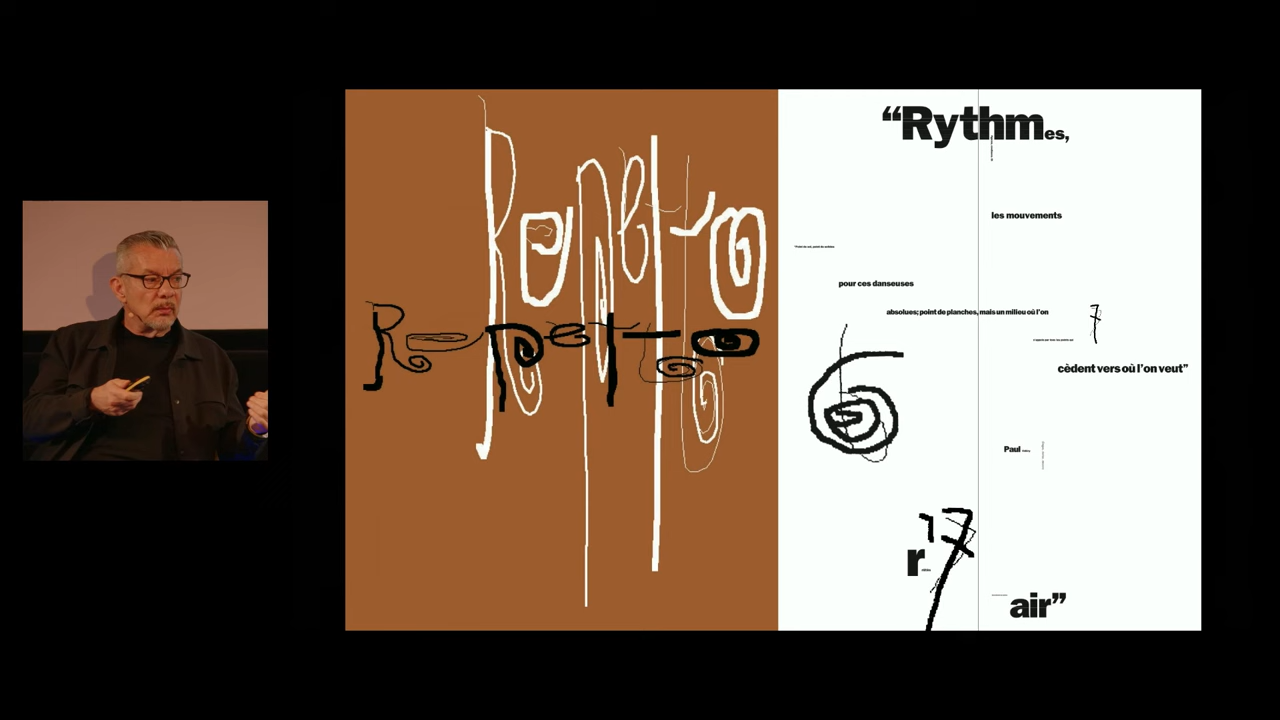 Repetto
Repetto
“Rythmes,
les mouvements
pour ces danseuses
absolues; point de planches, mais un milieu où l'on
7
cèdent vers où l'on veut”
6
Paul
17
r
air”